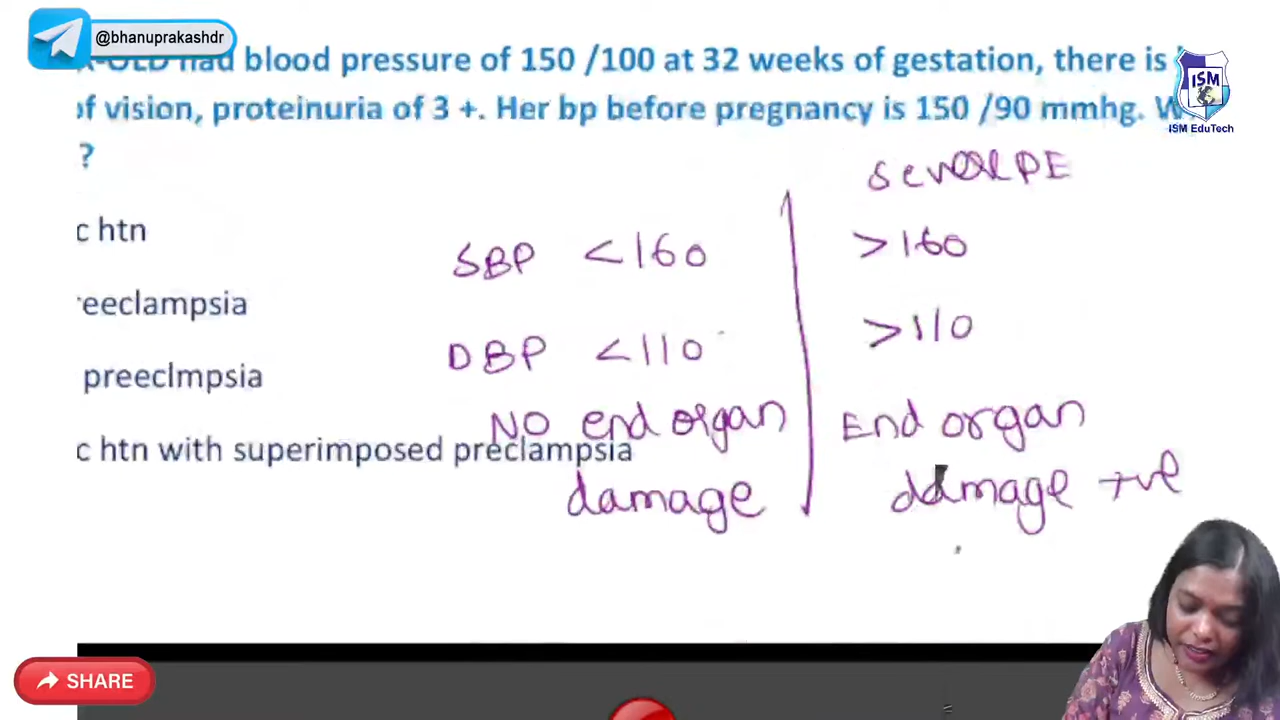 @bhanuprakashdr
had blood pressure of 150 /100 at 32 weeks of gestation, there is
of vision, proteinuria of 3 +. Her bp before pregnancy is 150 /90 mmhg. W
?
ISM
ISM EduTech
severe PE
c htn
SBP <160
>160
reeclampsia
DBP <110
>110
preeclmpsia
NO end organ
End organ
c htn with superimposed preclampsia
damage
damage +ve
SHARE